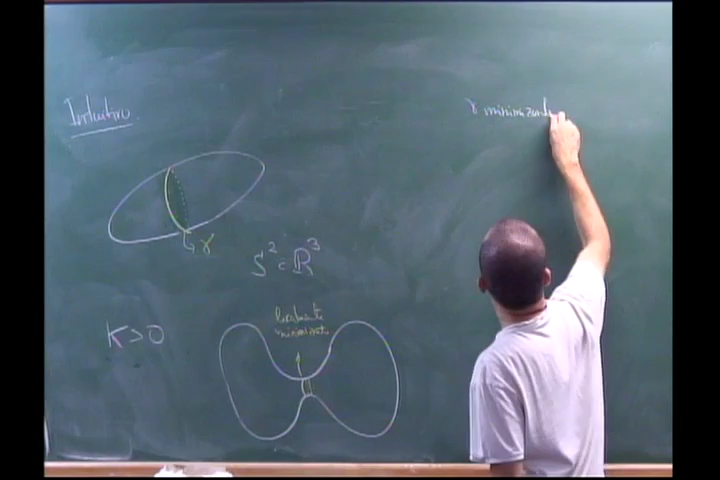 Intuitivo
γ minimizante
γ
S² ⊂ ℝ³
K > 0
localmente
minimizante